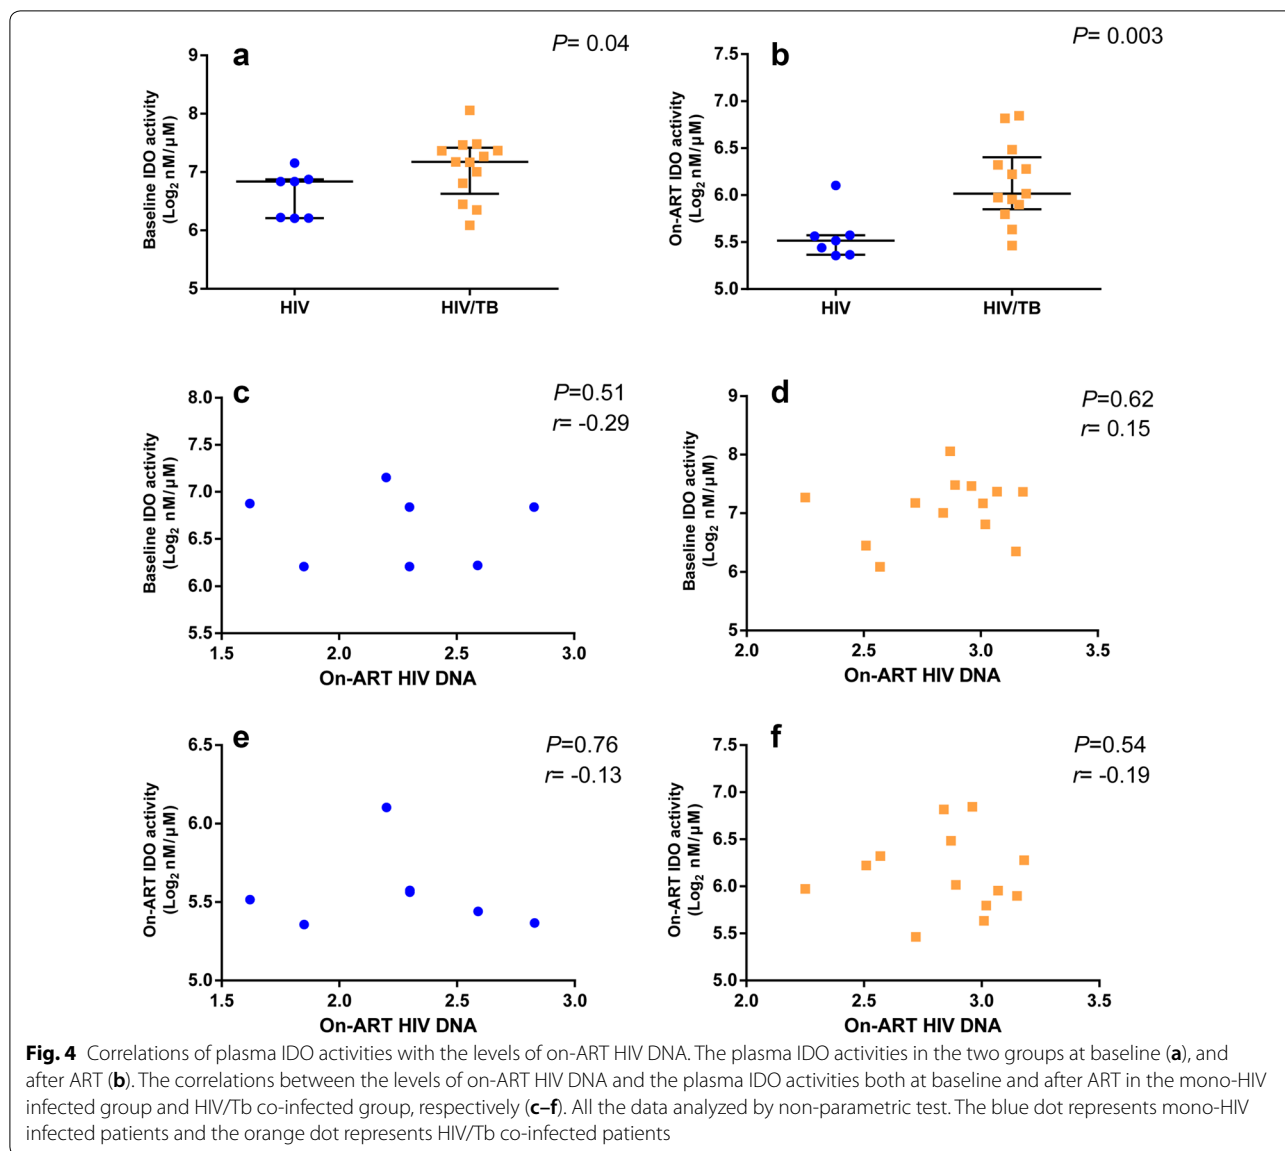 a
P= 0.04
Baseline IDO activity
(Log2 nM/µM)
9
8
7
6
5
HIV
HIV/TB
b
P= 0.003
On-ART IDO activity
(Log2 nM/µM)
7.5
7.0
6.5
6.0
5.5
5.0
HIV
HIV/TB
c
P=0.51
r= -0.29
Baseline IDO activity
(Log2 nM/µM)
8.0
7.5
7.0
6.5
6.0
5.5
1.5
2.0
2.5
3.0
On-ART HIV DNA
d
P=0.62
r= 0.15
Baseline IDO activity
(Log2 nM/µM)
9
8
7
6
5
2.0
2.5
3.0
3.5
On-ART HIV DNA
e
P=0.76
r= -0.13
On-ART IDO activity
(Log2 nM/µM)
6.5
6.0
5.5
5.0
1.5
2.0
2.5
3.0
On-ART HIV DNA
f
P=0.54
r= -0.19
On-ART IDO activity
(Log2 nM/µM)
7.5
7.0
6.5
6.0
5.5
5.0
2.0
2.5
3.0
3.5
On-ART HIV DNA
Fig. 4 Correlations of plasma IDO activities with the levels of on-ART HIV DNA. The plasma IDO activities in the two groups at baseline (a), and
after ART (b). The correlations between the levels of on-ART HIV DNA and the plasma IDO activities both at baseline and after ART in the mono-HIV
infected group and HIV/Tb co-infected group, respectively (c–f). All the data analyzed by non-parametric test. The blue dot represents mono-HIV
infected patients and the orange dot represents HIV/Tb co-infected patients